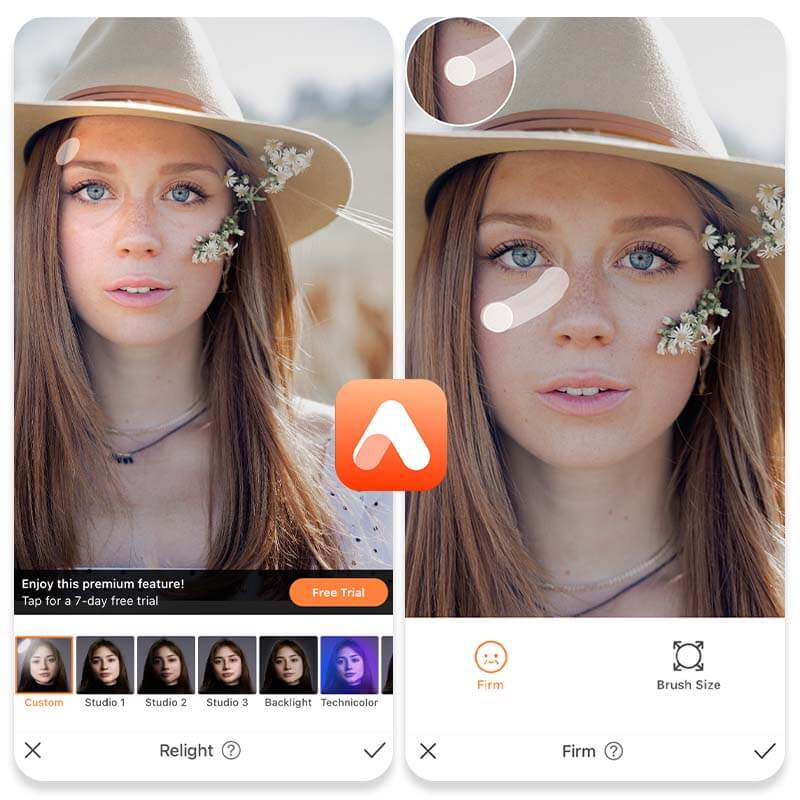 Enjoy this premium feature!
Tap for a 7-day free trial
Free Trial
Custom
Studio 1
Studio 2
Studio 3
Backlight
Technicolor
Relight ?
Firm
Brush Size
Firm ?